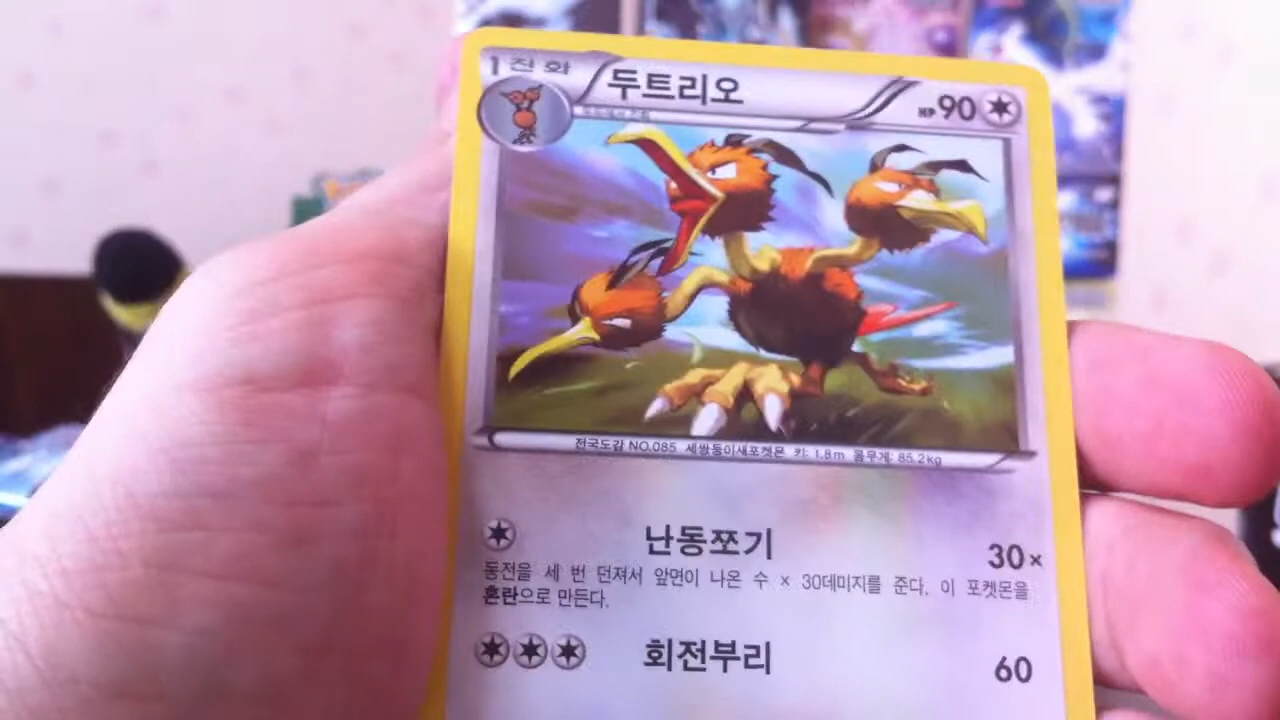 1 진화
두트리오
HP 90
전국도감 NO.085 세쌍둥이새포켓몬 키: 1.8m 몸무게: 85.2kg
난동쪼기 30×
동전을 세 번 던져서 앞면이 나온 수 × 30데미지를 준다. 이 포켓몬을
혼란으로 만든다.
회전부리 60